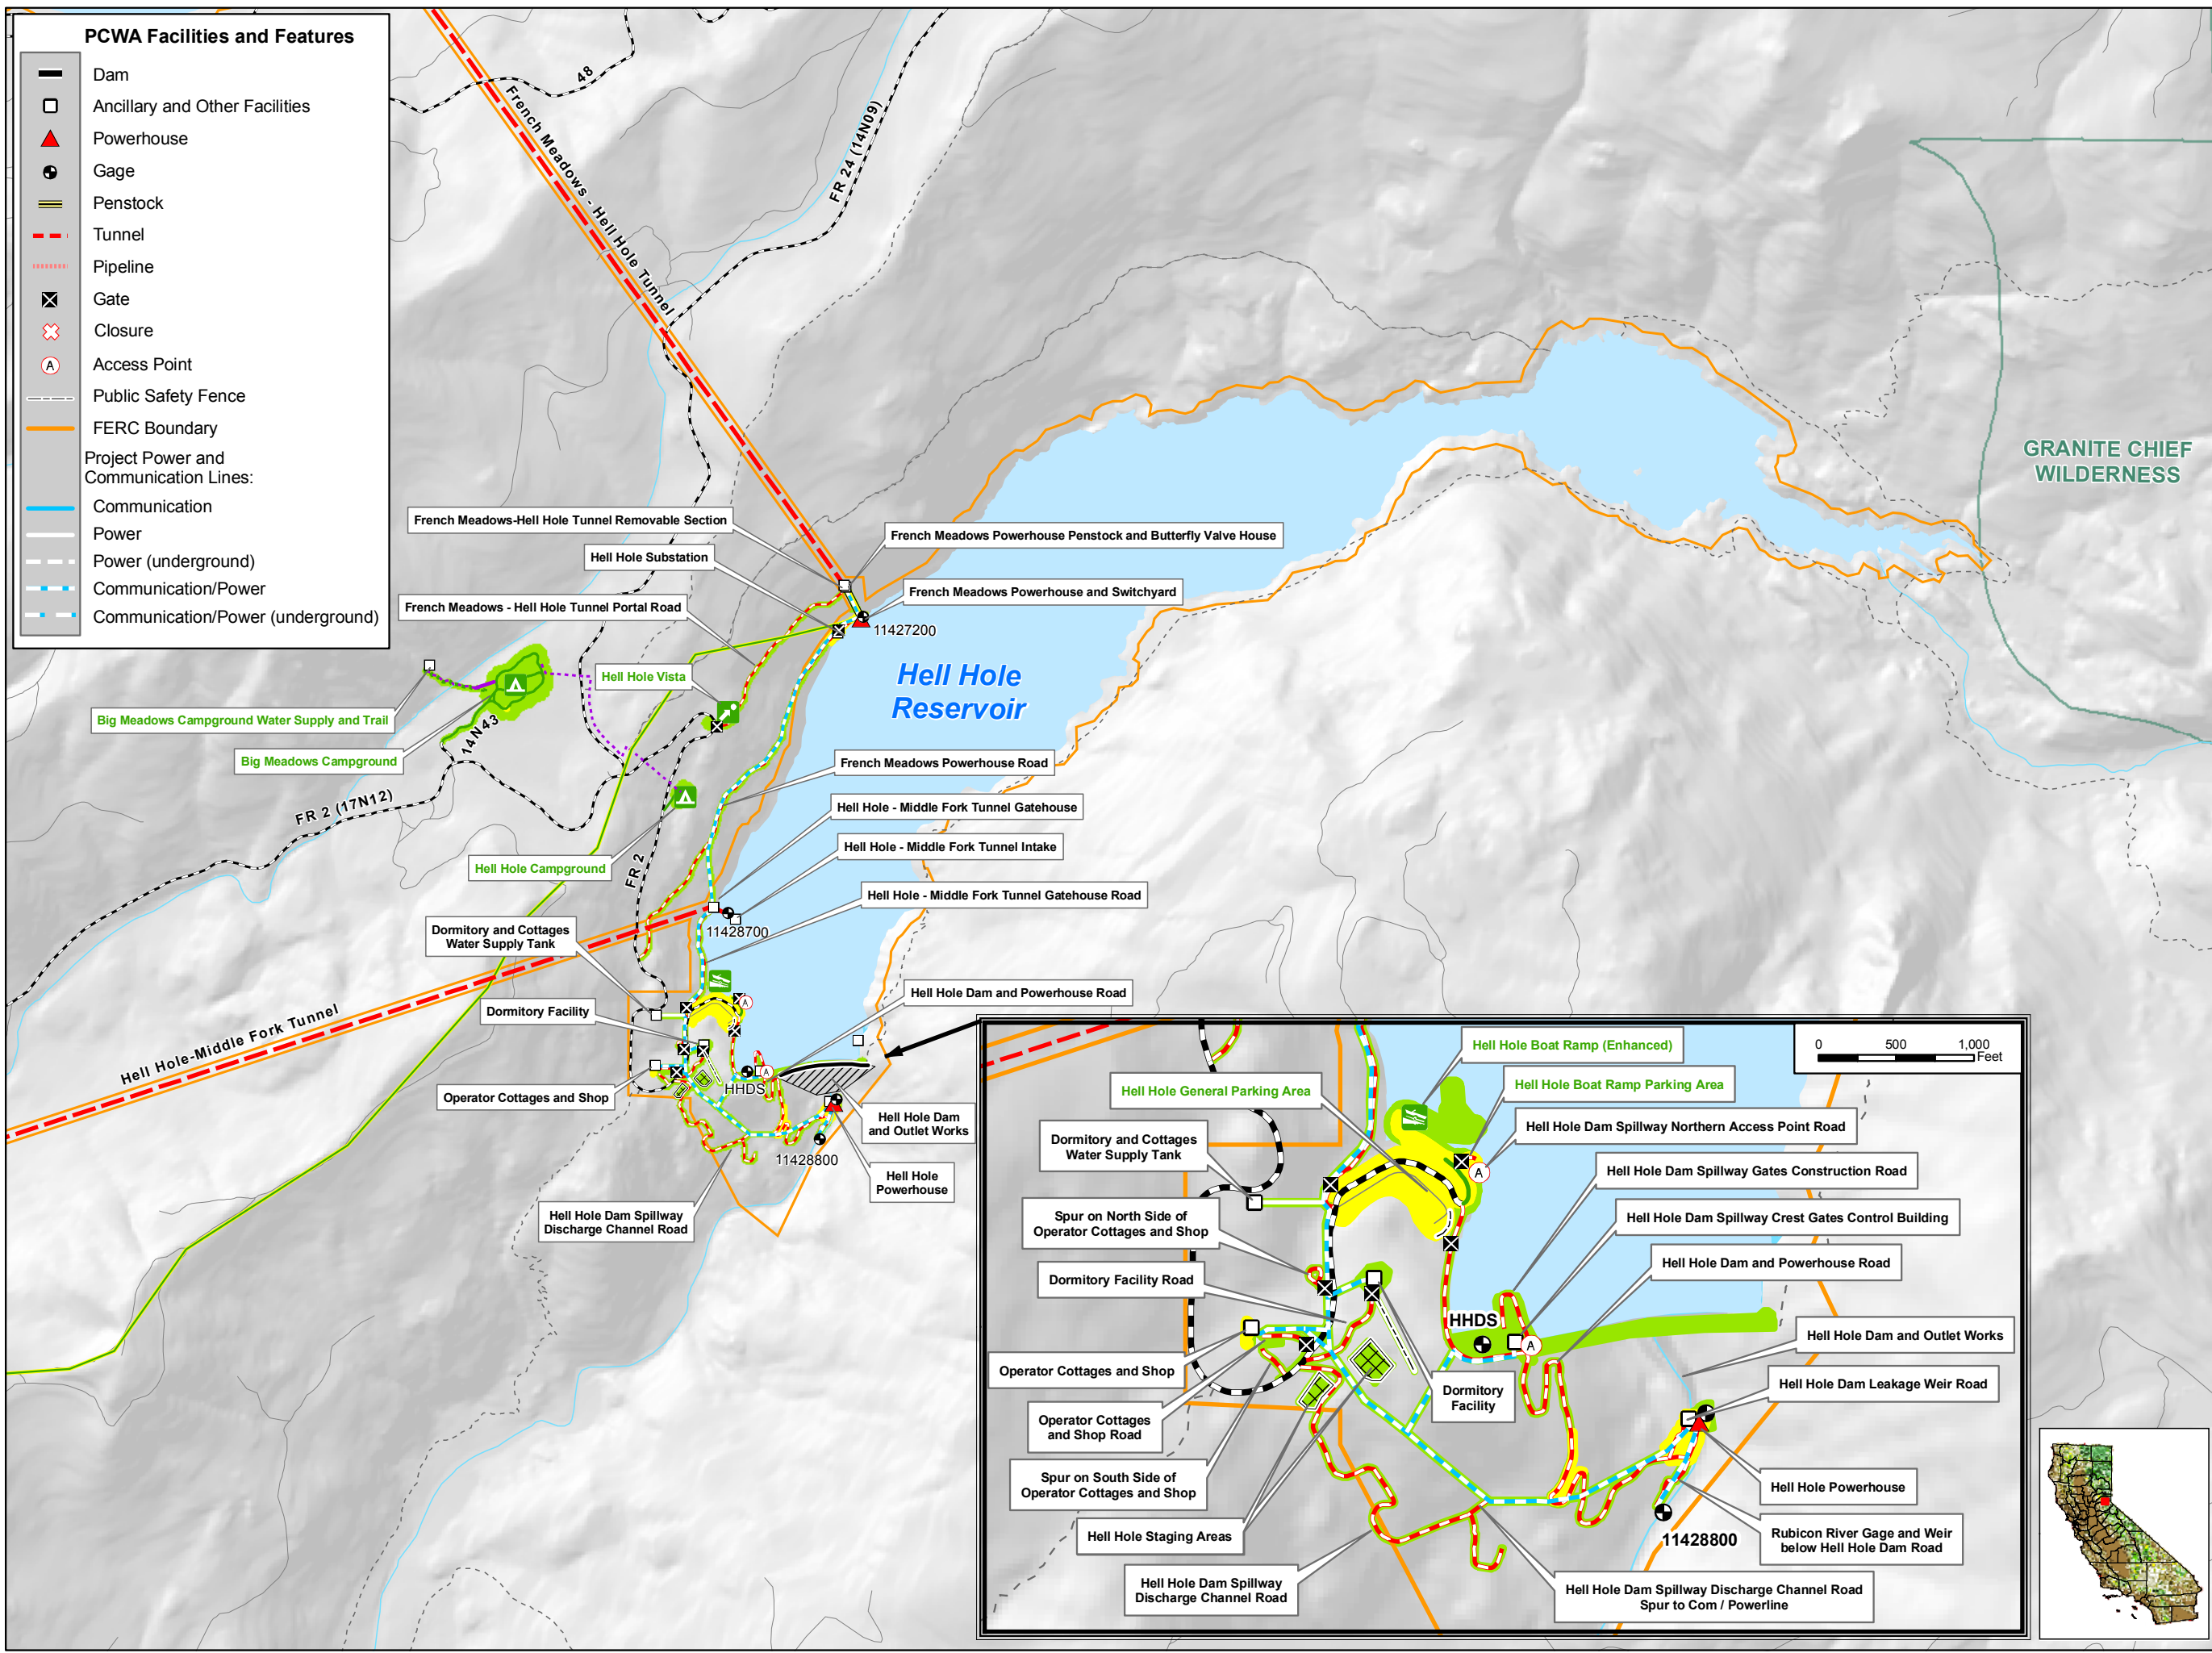 PCWA Facilities and Features
Dam
Ancillary and Other Facilities
Powerhouse
Gage
Penstock
Tunnel
Pipeline
Gate
Closure
A
Access Point
Public Safety Fence
FERC Boundary
Project Power and
Communication Lines:
Communication
Power
Power (underground)
Communication/Power
Communication/Power (underground)
48
French Meadows - Hell Hole Tunnel
FR 24 (14N09)
GRANITE CHIEF
WILDERNESS
French Meadows-Hell Hole Tunnel Removable Section
French Meadows Powerhouse Penstock and Butterfly Valve House
Hell Hole Substation
French Meadows Powerhouse and Switchyard
French Meadows - Hell Hole Tunnel Portal Road
11427200
Hell Hole
Reservoir
Hell Hole Vista
Big Meadows Campground Water Supply and Trail
14N43
Big Meadows Campground
French Meadows Powerhouse Road
FR 2 (17N12)
Hell Hole - Middle Fork Tunnel Gatehouse
Hell Hole - Middle Fork Tunnel Intake
Hell Hole Campground
FR 2
Hell Hole - Middle Fork Tunnel Gatehouse Road
Dormitory and Cottages
Water Supply Tank
11428700
Hell Hole Dam and Powerhouse Road
A
Dormitory Facility
Hell Hole-Middle Fork Tunnel
A
HHDS
Operator Cottages and Shop
Hell Hole Dam
and Outlet Works
11428800
Hell Hole
Powerhouse
Hell Hole Dam Spillway
Discharge Channel Road
0 500 1,000
Feet
Hell Hole Boat Ramp (Enhanced)
Hell Hole General Parking Area
Hell Hole Boat Ramp Parking Area
Dormitory and Cottages
Water Supply Tank
Hell Hole Dam Spillway Northern Access Point Road
A
Hell Hole Dam Spillway Gates Construction Road
Spur on North Side of
Operator Cottages and Shop
Hell Hole Dam Spillway Crest Gates Control Building
Dormitory Facility Road
Hell Hole Dam and Powerhouse Road
HHDS
A
Hell Hole Dam and Outlet Works
Operator Cottages and Shop
Hell Hole Dam Leakage Weir Road
Dormitory
Facility
Operator Cottages
and Shop Road
Spur on South Side of
Operator Cottages and Shop
Hell Hole Powerhouse
Hell Hole Staging Areas
11428800
Rubicon River Gage and Weir
below Hell Hole Dam Road
Hell Hole Dam Spillway
Discharge Channel Road
Hell Hole Dam Spillway Discharge Channel Road
Spur to Com / Powerline